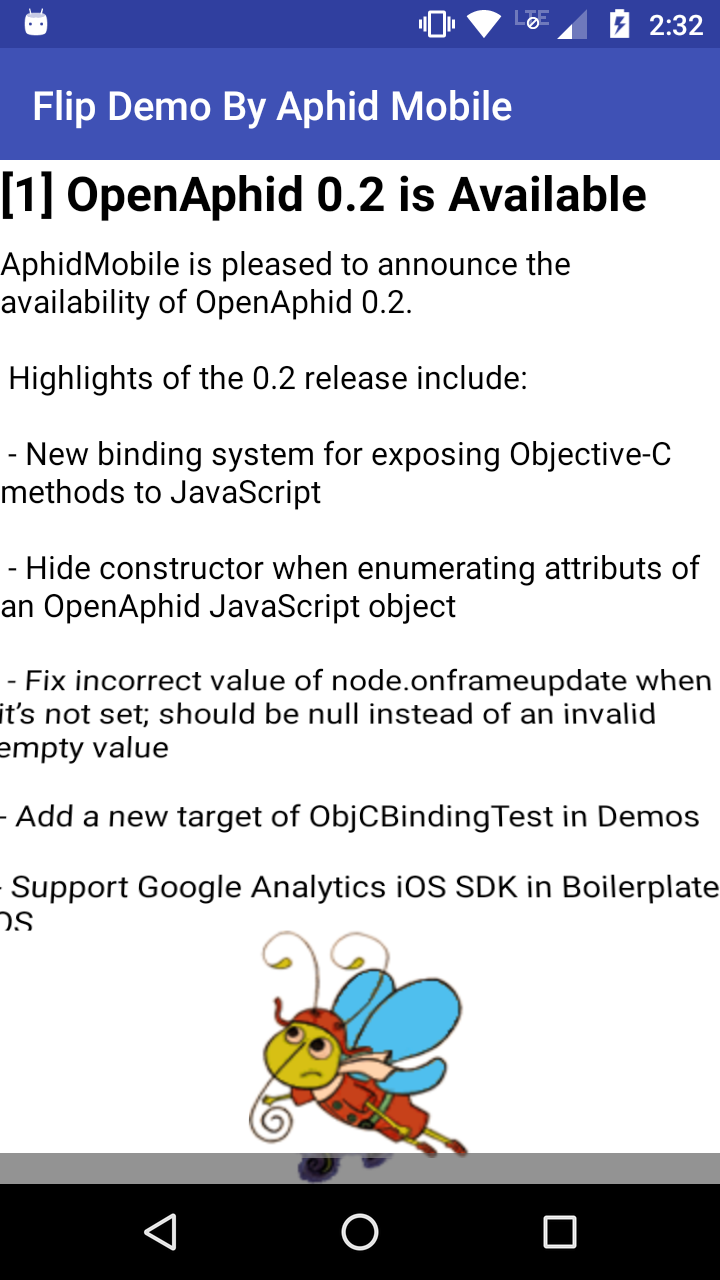 LTE 2:32
Flip Demo By Aphid Mobile
[1] OpenAphid 0.2 is Available
AphidMobile is pleased to announce the
availability of OpenAphid 0.2.
Highlights of the 0.2 release include:
- New binding system for exposing Objective-C
methods to JavaScript
- Hide constructor when enumerating attributs of
an OpenAphid JavaScript object
- Fix incorrect value of node.onframeupdate when
it's not set; should be null instead of an invalid
empty value
- Add a new target of ObjCBindingTest in Demos
- Support Google Analytics iOS SDK in Boilerplate